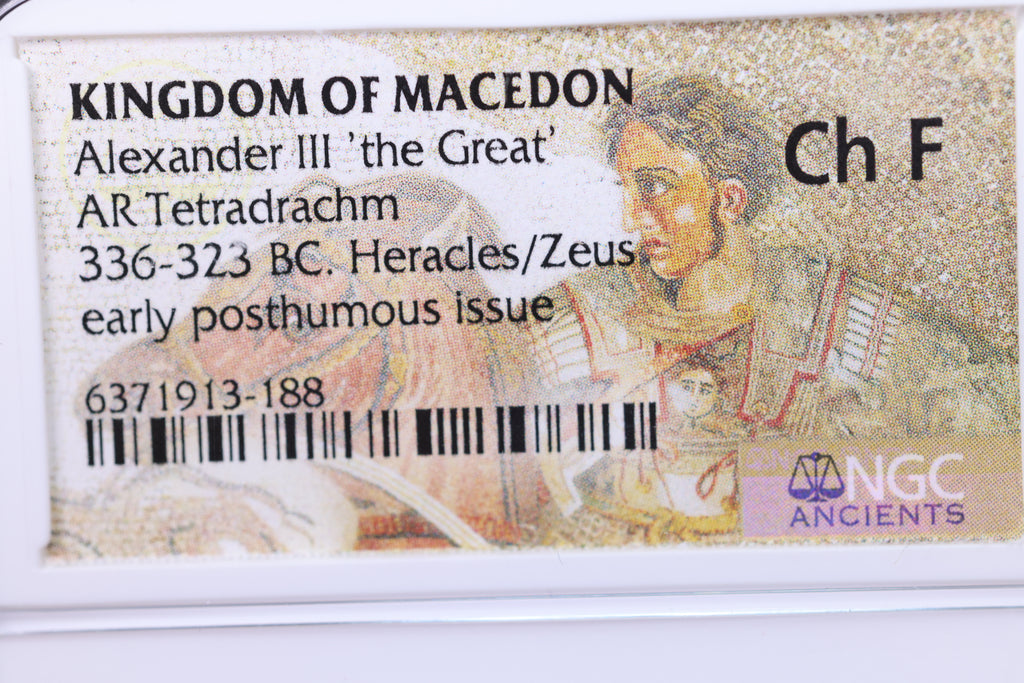 KINGDOM OF MACEDON
Alexander III 'the Great'
AR Tetradrachm
336-323 BC. Heracles/Zeus
early posthumous issue
6371913-188
Ch F
NGC
ANCIENTS